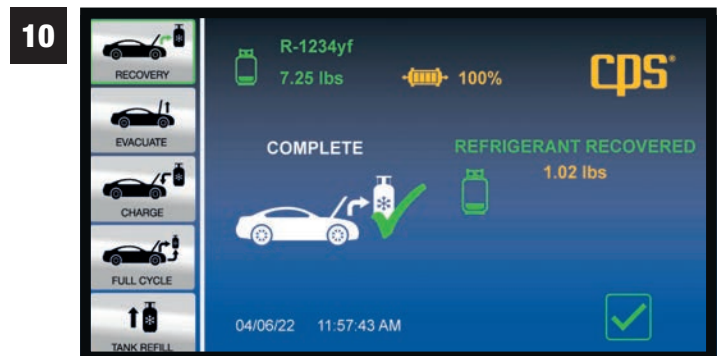 10
RECOVERY
EVACUATE
CHARGE
FULL CYCLE
TANK REFILL
R-1234yf
7.25 lbs
100%
cps®
COMPLETE
REFRIGERANT RECOVERED
1.02 lbs
04/06/22 11:57:43 AM